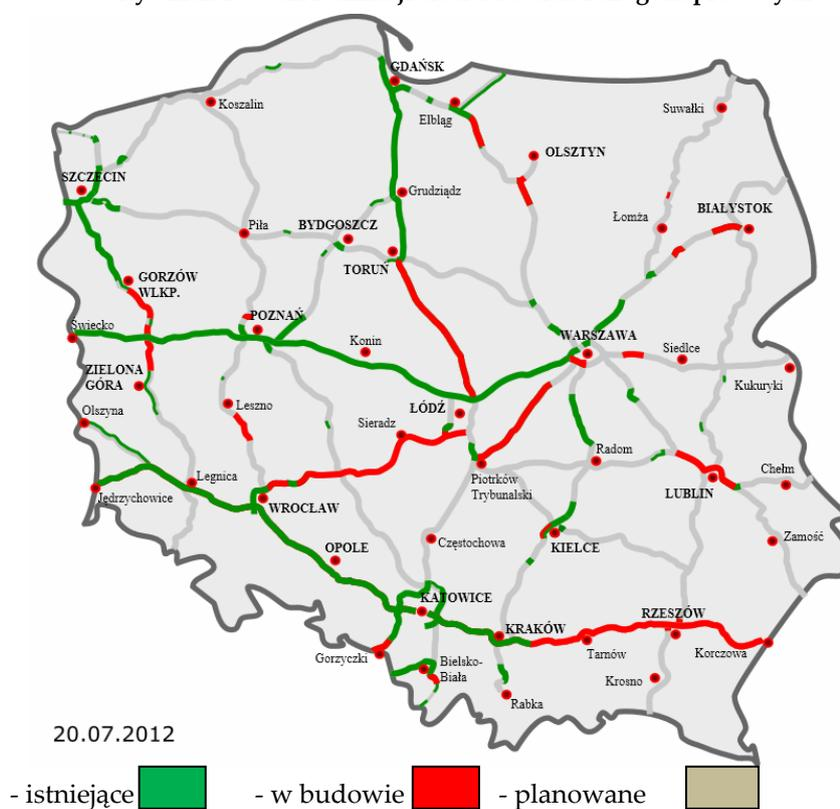 GDAŃSK
Koszalin
Elbląg
Suwałki
OLSZTYN
SZCZECIN
Grudziądz
BIAŁYSTOK
Łomża
Piła
BYDGOSZCZ
TORUŃ
GORZÓW
WLKP.
POZNAŃ
Świecko
Konin
WARSZAWA
Siedlce
ZIELONA
GÓRA
Kukuryki
Leszno
ŁÓDŹ
Olszyna
Sieradz
Radom
Legnica
Piotrków
Trybunalski
Chełm
Jędrzychowice
WROCŁAW
LUBLIN
Częstochowa
KIELCE
Zamość
OPOLE
KATOWICE
KRAKÓW
RZESZÓW
Gorzyczki
Bielsko-
Biała
Tarnów
Korczowa
Krosno
Rabka
20.07.2012
- istniejące
- w budowie
- planowane